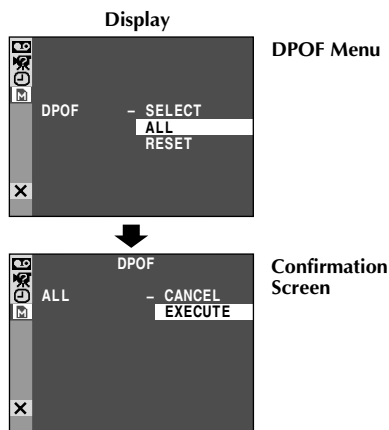 Display
DPOF Menu
M
DPOF – SELECT
ALL
RESET
DPOF
Confirmation Screen
ALL – CANCEL
EXECUTE
M